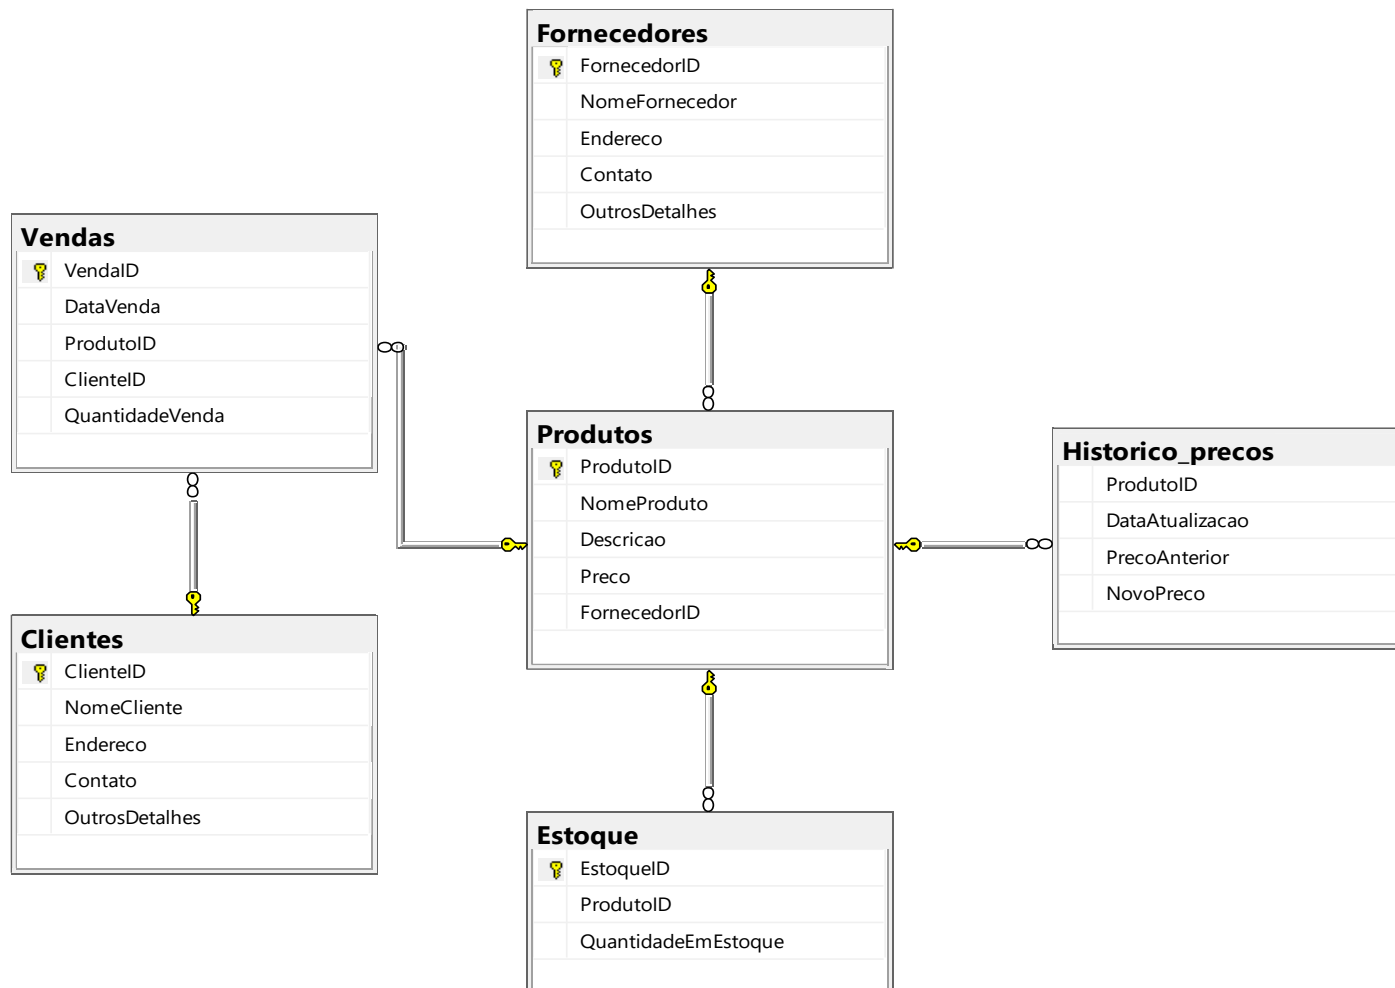 Fornecedores
FornecedorID
NomeFornecedor
Endereco
Contato
OutrosDetalhes
Vendas
VendaID
DataVenda
ProdutoID
ClienteID
QuantidadeVenda
Produtos
ProdutoID
NomeProduto
Descricao
Preco
FornecedorID
Historico_precos
ProdutoID
DataAtualizacao
PrecoAnterior
NovoPreco
Clientes
ClienteID
NomeCliente
Endereco
Contato
OutrosDetalhes
Estoque
EstoqueID
ProdutoID
QuantidadeEmEstoque